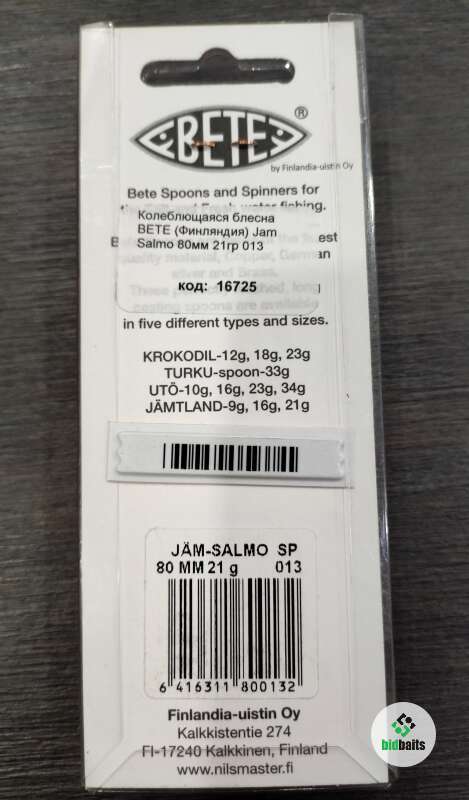 BETE
®
by Finlandia-uistin Oy
Bete Spoons and Spinners for
fishing.
Колеблющаяся блесна
BETE (Финляндия) Jam
Salmo 80мм 21гр 013
код: 16725
in five different types and sizes.
KROKODIL-12g, 18g, 23g
TURKU-spoon-33g
UTÖ-10g, 16g, 23g, 34g
JÄMTLAND-9g, 16g, 21g
JÄM-SALMO SP
80 MM 21 g 013
6 416311 800132
Finlandia-uistin Oy
Kalkkistentie 274
FI-17240 Kalkkinen, Finland
www.nilsmaster.fi
bidbaits